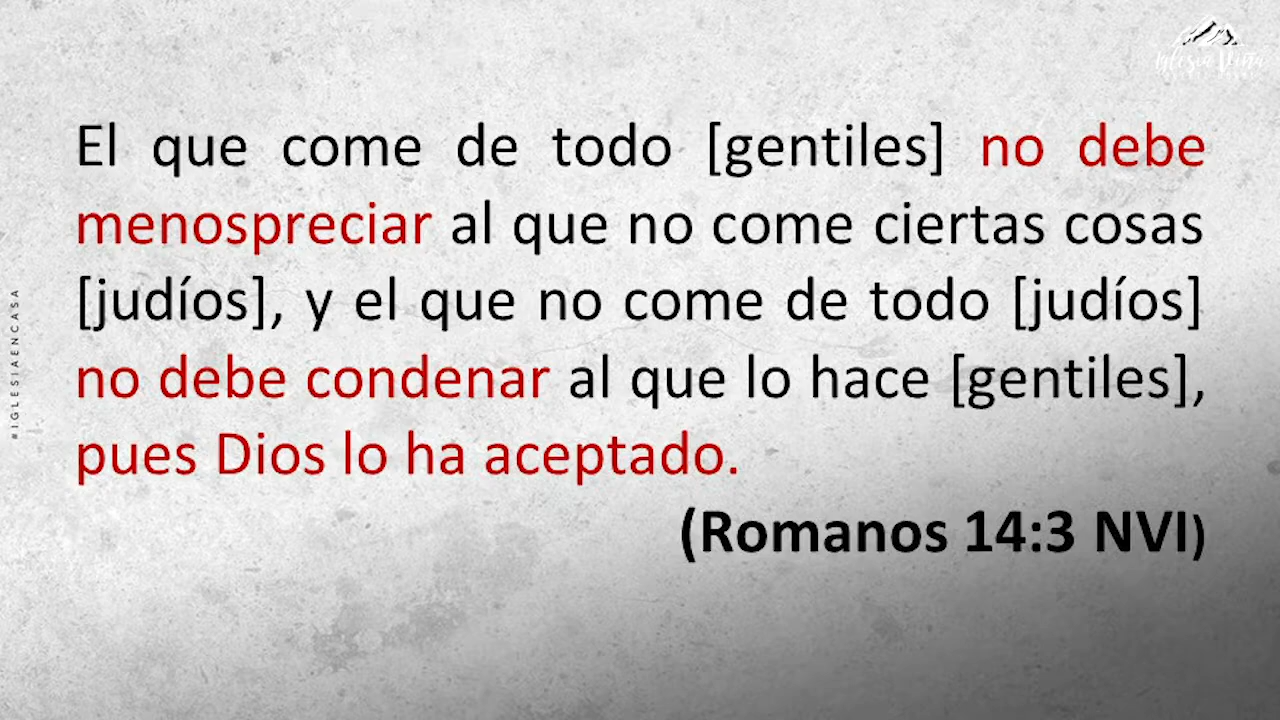 Iglesia Viña
El que come de todo [gentiles] no debe
menospreciar al que no come ciertas cosas
[judíos], y el que no come de todo [judíos]
no debe condenar al que lo hace [gentiles],
pues Dios lo ha aceptado.
(Romanos 14:3 NVI)
#IGLESIAENCASA